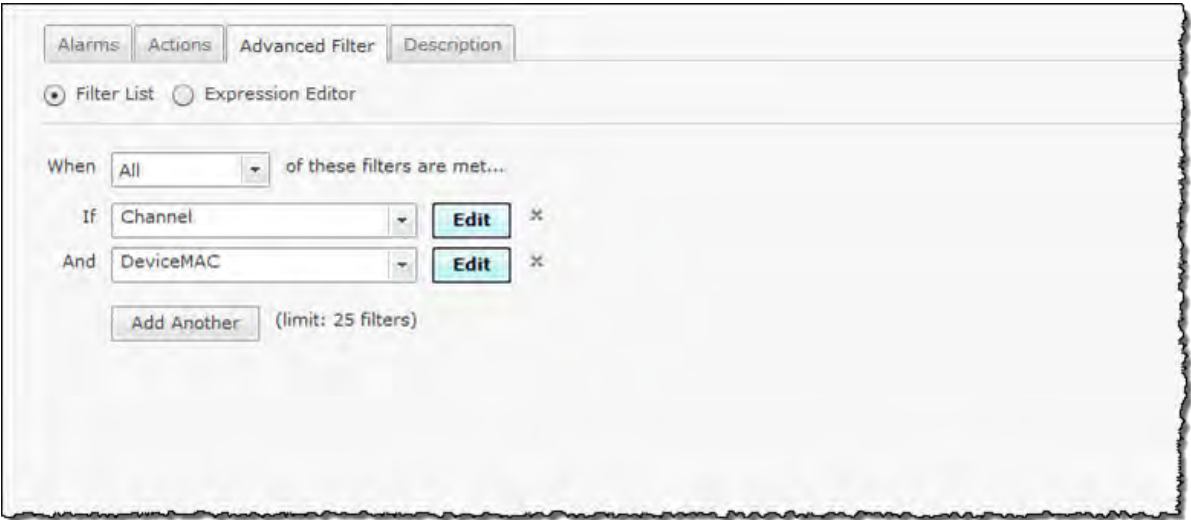 Alarms Actions Advanced Filter Description
Filter List Expression Editor
When All of these filters are met...
If Channel Edit ×
And DeviceMAC Edit ×
Add Another (limit: 25 filters)